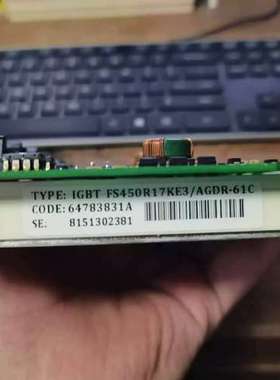 TYPE: IGBT FS450R17KE3/AGDR-61C
CODE: 64783831A
SE: 8151302381